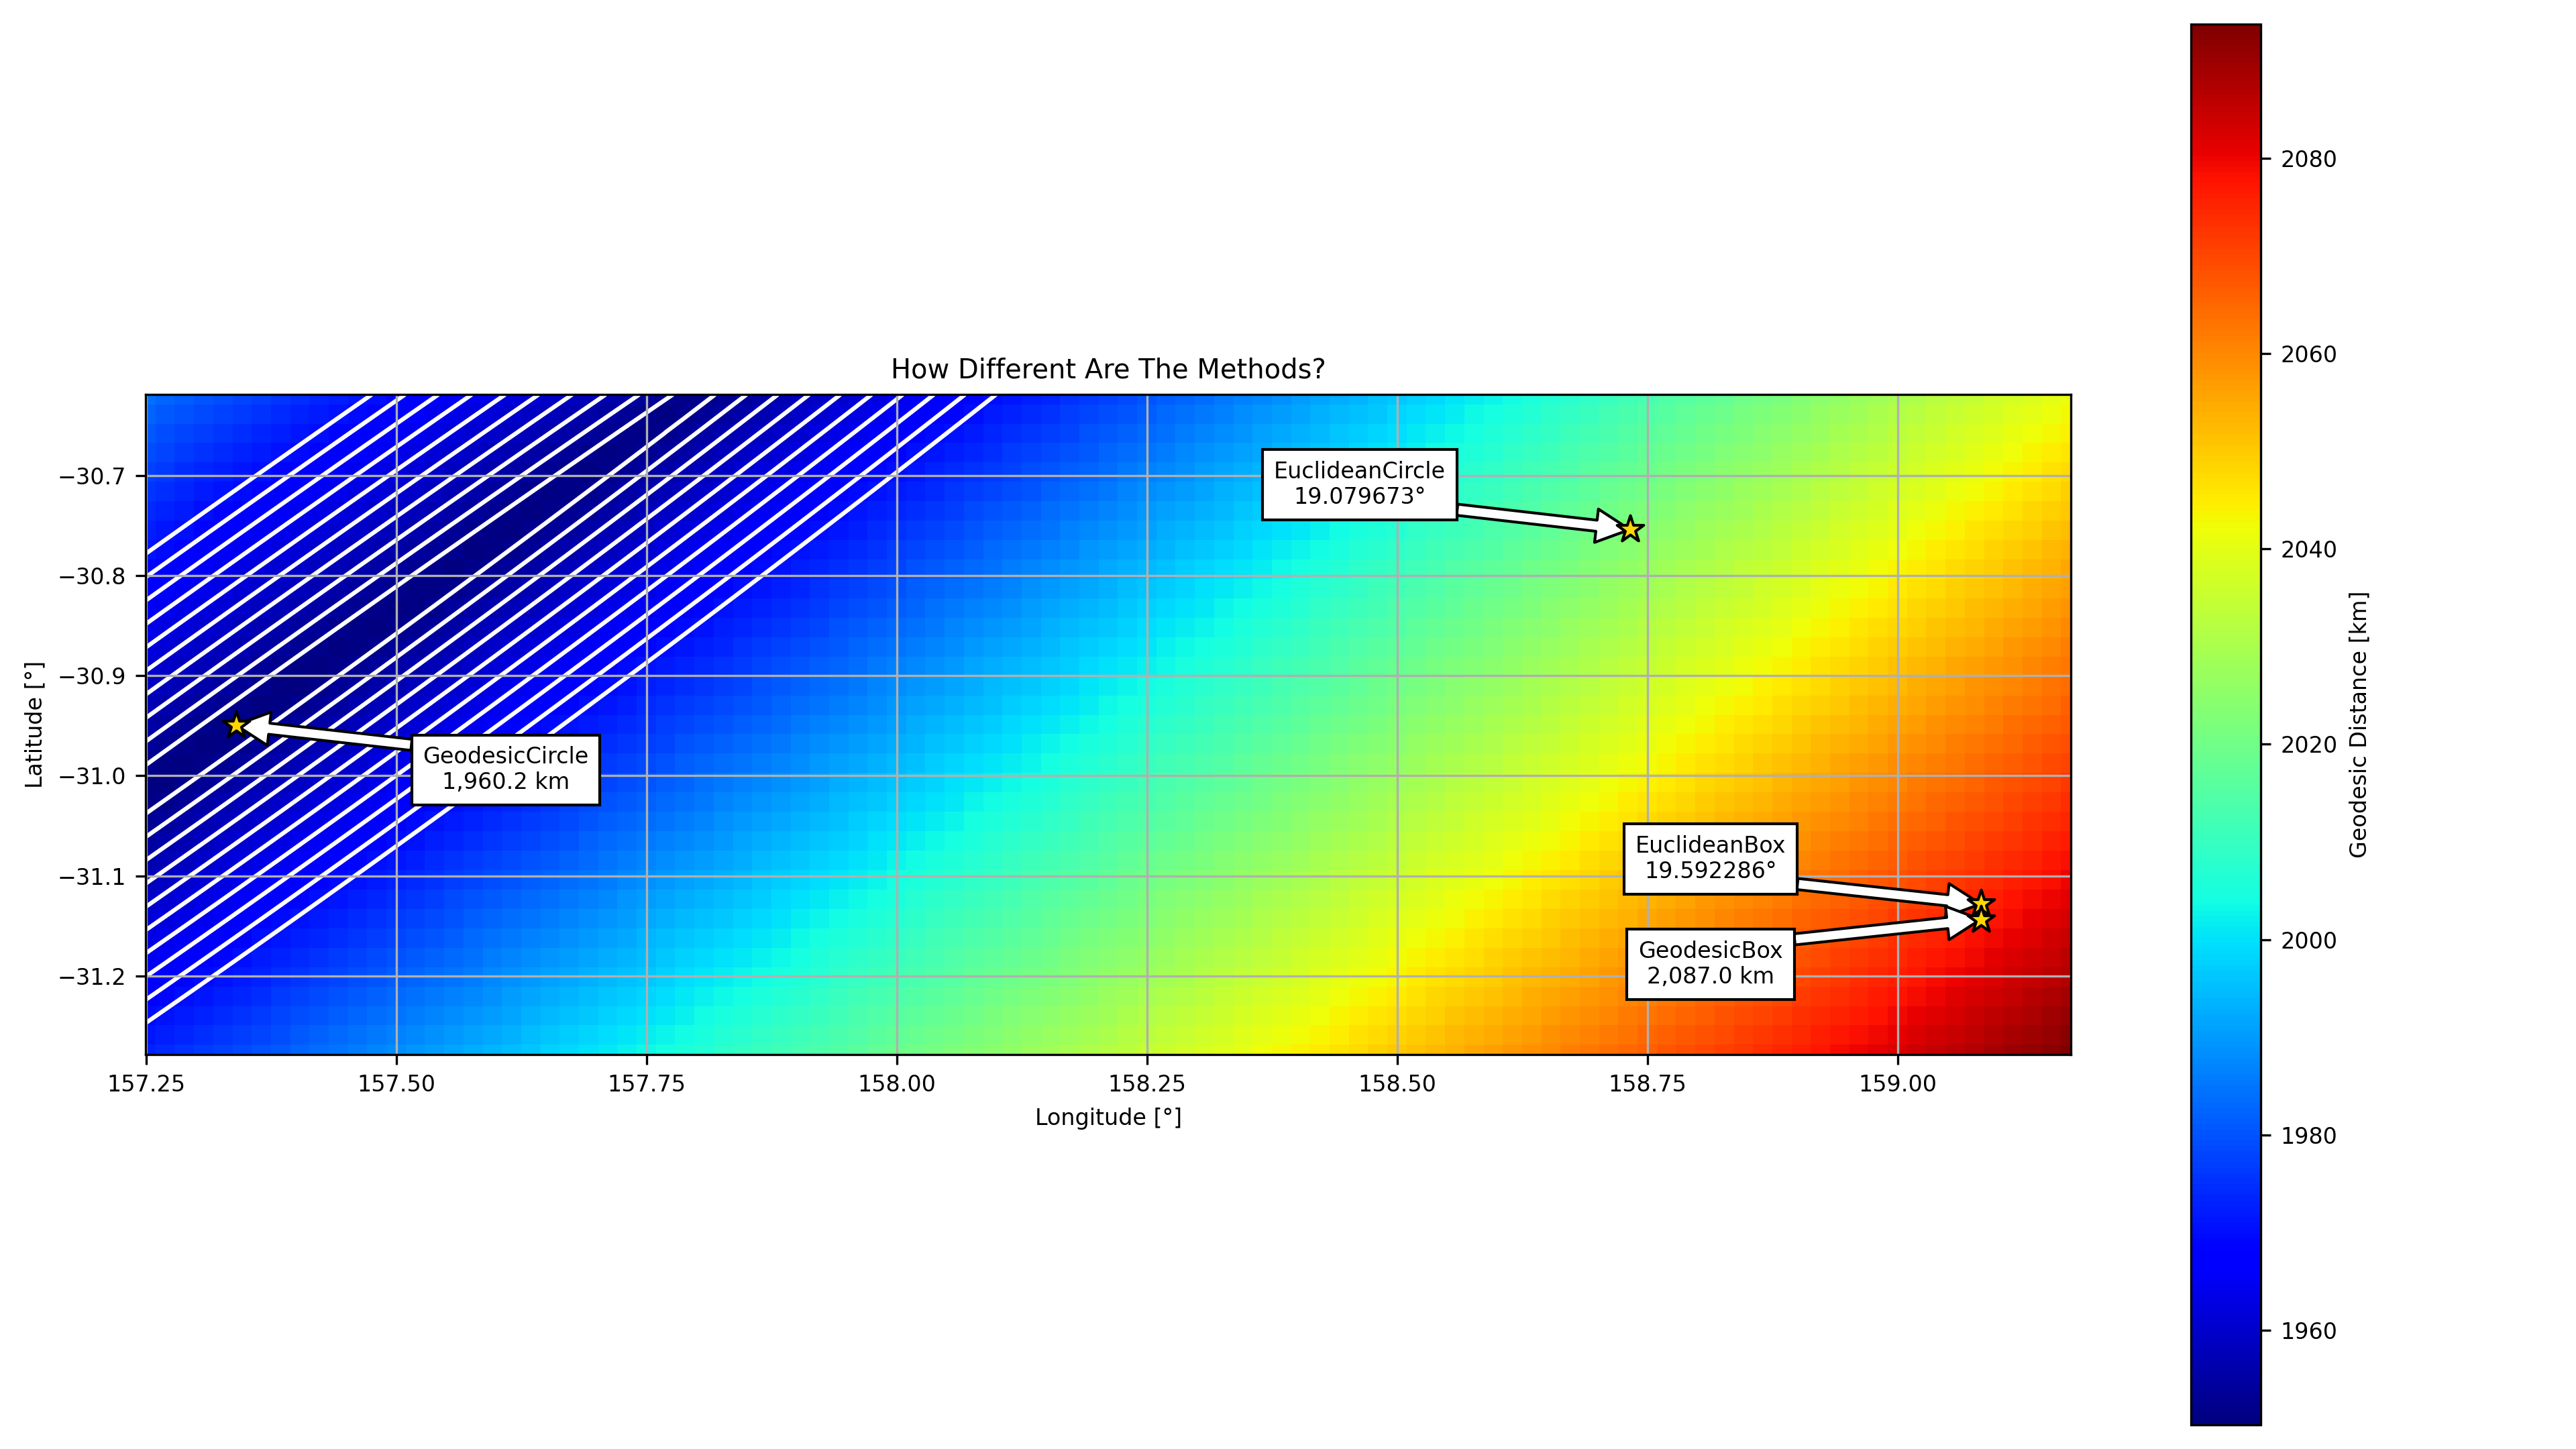 How Different Are The Methods?
EuclideanCircle
19.079673°
GeodesicCircle
1,960.2 km
EuclideanBox
19.592286°
GeodesicBox
2,087.0 km
Latitude [°]
−30.7
−30.8
−30.9
−31.0
−31.1
−31.2
157.25 157.50 157.75 158.00 158.25 158.50 158.75 159.00
Longitude [°]
2080
2060
2040
2020
2000
1980
1960
Geodesic Distance [km]